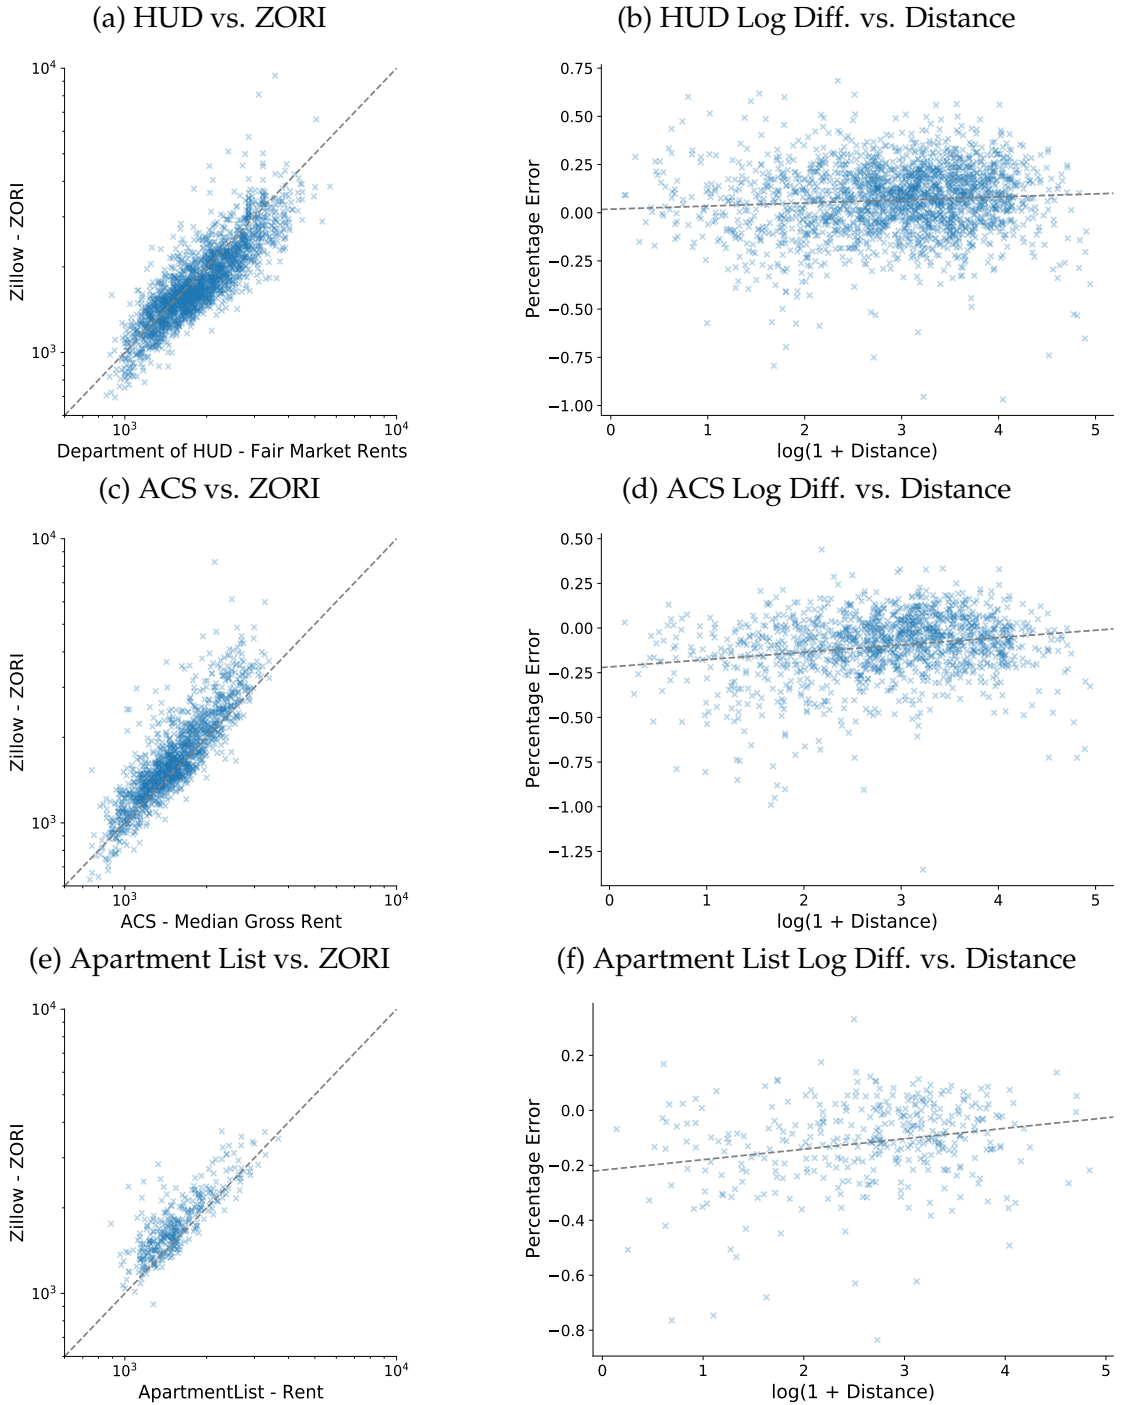 (a) HUD vs. ZORI
(b) HUD Log Diff. vs. Distance
10^4
10^3
Zillow - ZORI
10^3
10^4
Department of HUD - Fair Market Rents
0.75
0.50
0.25
0.00
−0.25
−0.50
−0.75
−1.00
Percentage Error
0 1 2 3 4 5
log(1 + Distance)
(c) ACS vs. ZORI
(d) ACS Log Diff. vs. Distance
10^4
10^3
Zillow - ZORI
10^3
10^4
ACS - Median Gross Rent
0.50
0.25
0.00
−0.25
−0.50
−0.75
−1.00
−1.25
Percentage Error
0 1 2 3 4 5
log(1 + Distance)
(e) Apartment List vs. ZORI
(f) Apartment List Log Diff. vs. Distance
10^4
10^3
Zillow - ZORI
10^3
10^4
ApartmentList - Rent
0.2
0.0
−0.2
−0.4
−0.6
−0.8
Percentage Error
0 1 2 3 4 5
log(1 + Distance)